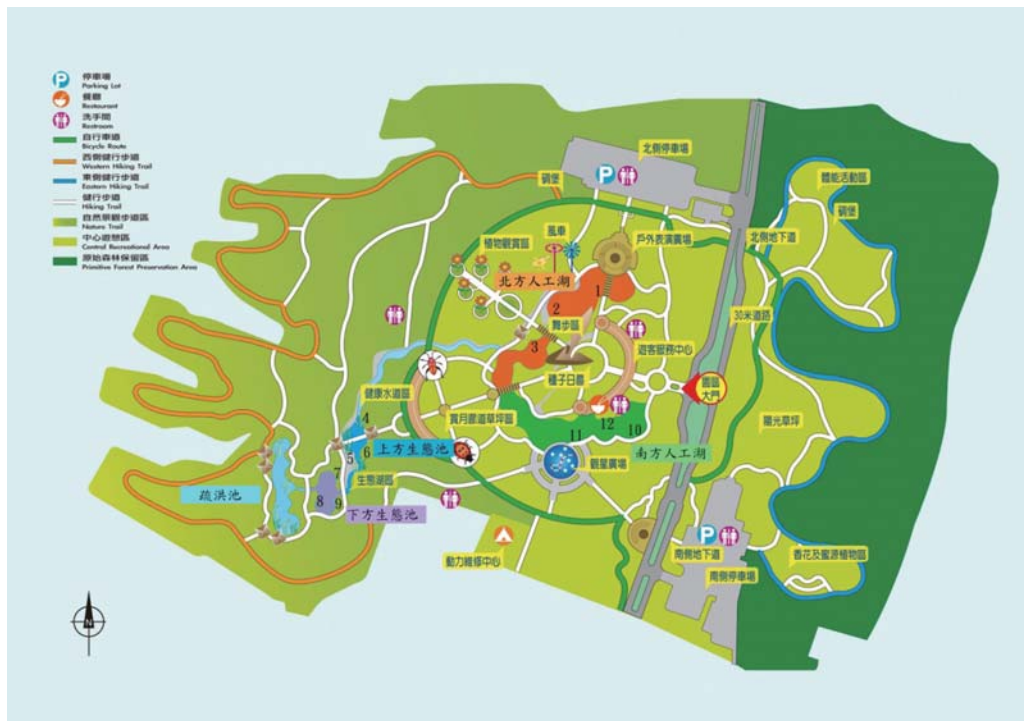 P
停車場
Parking Lot
餐廳
Restaurant
洗手間
Restroom
自行車道
Bicycle Route
西側健行步道
Western Hiking Trail
東側健行步道
Eastern Hiking Trail
健行步道
Hiking Trail
自然景觀步道區
Nature Trail
中心遊憩區
Central Recreational Area
原始森林保留區
Primitive Forest Preservation Area
北側停車場
P
碉堡
體能活動區
碉堡
風車
植物觀賞區
戶外表演廣場
北側地下道
北方人工湖
1
2
30米道路
舞步區
3
遊客服務中心
種子日晷
園區
大門
健康水道區
賞月廊道草坪區
陽光草坪
4
12
10
11
5
6
上方生態池
南方人工湖
觀星廣場
7
生態湖區
疏洪池
8
9
下方生態池
P
動力維修中心
南側地下道
香花及蜜源植物區
南側停車場
N